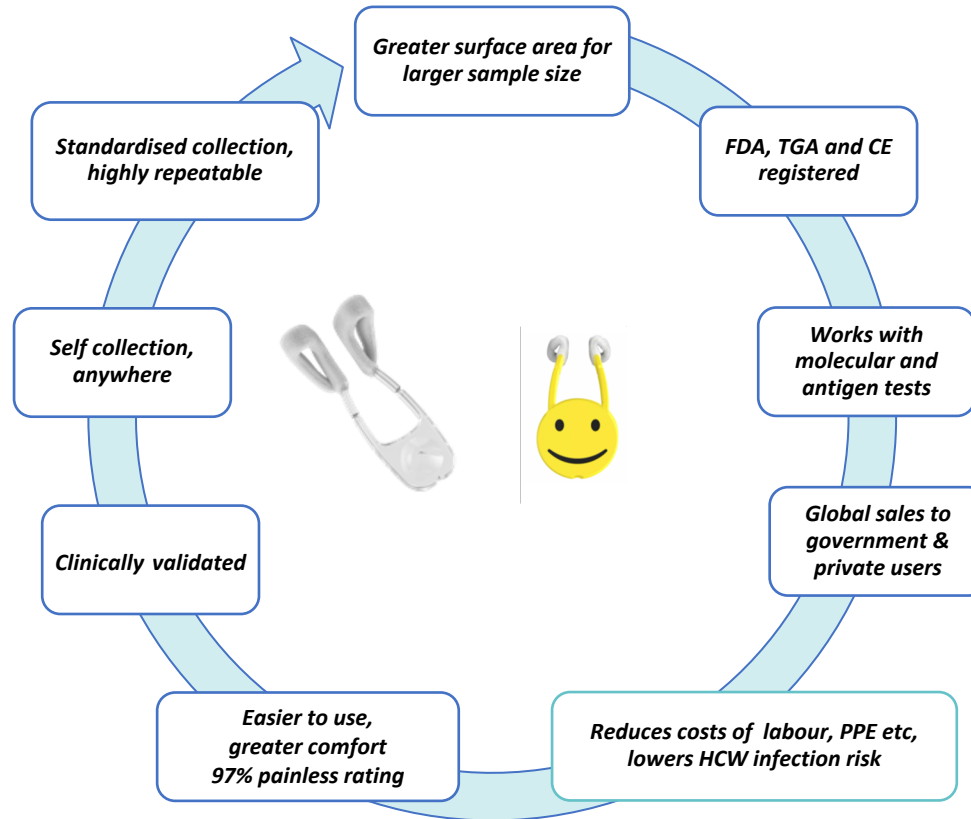 Greater surface area for
larger sample size
FDA, TGA and CE
registered
Works with
molecular and
antigen tests
Global sales to
government &
private users
Reduces costs of labour, PPE etc,
lowers HCW infection risk
Easier to use,
greater comfort
97% painless rating
Clinically validated
Self collection,
anywhere
Standardised collection,
highly repeatable